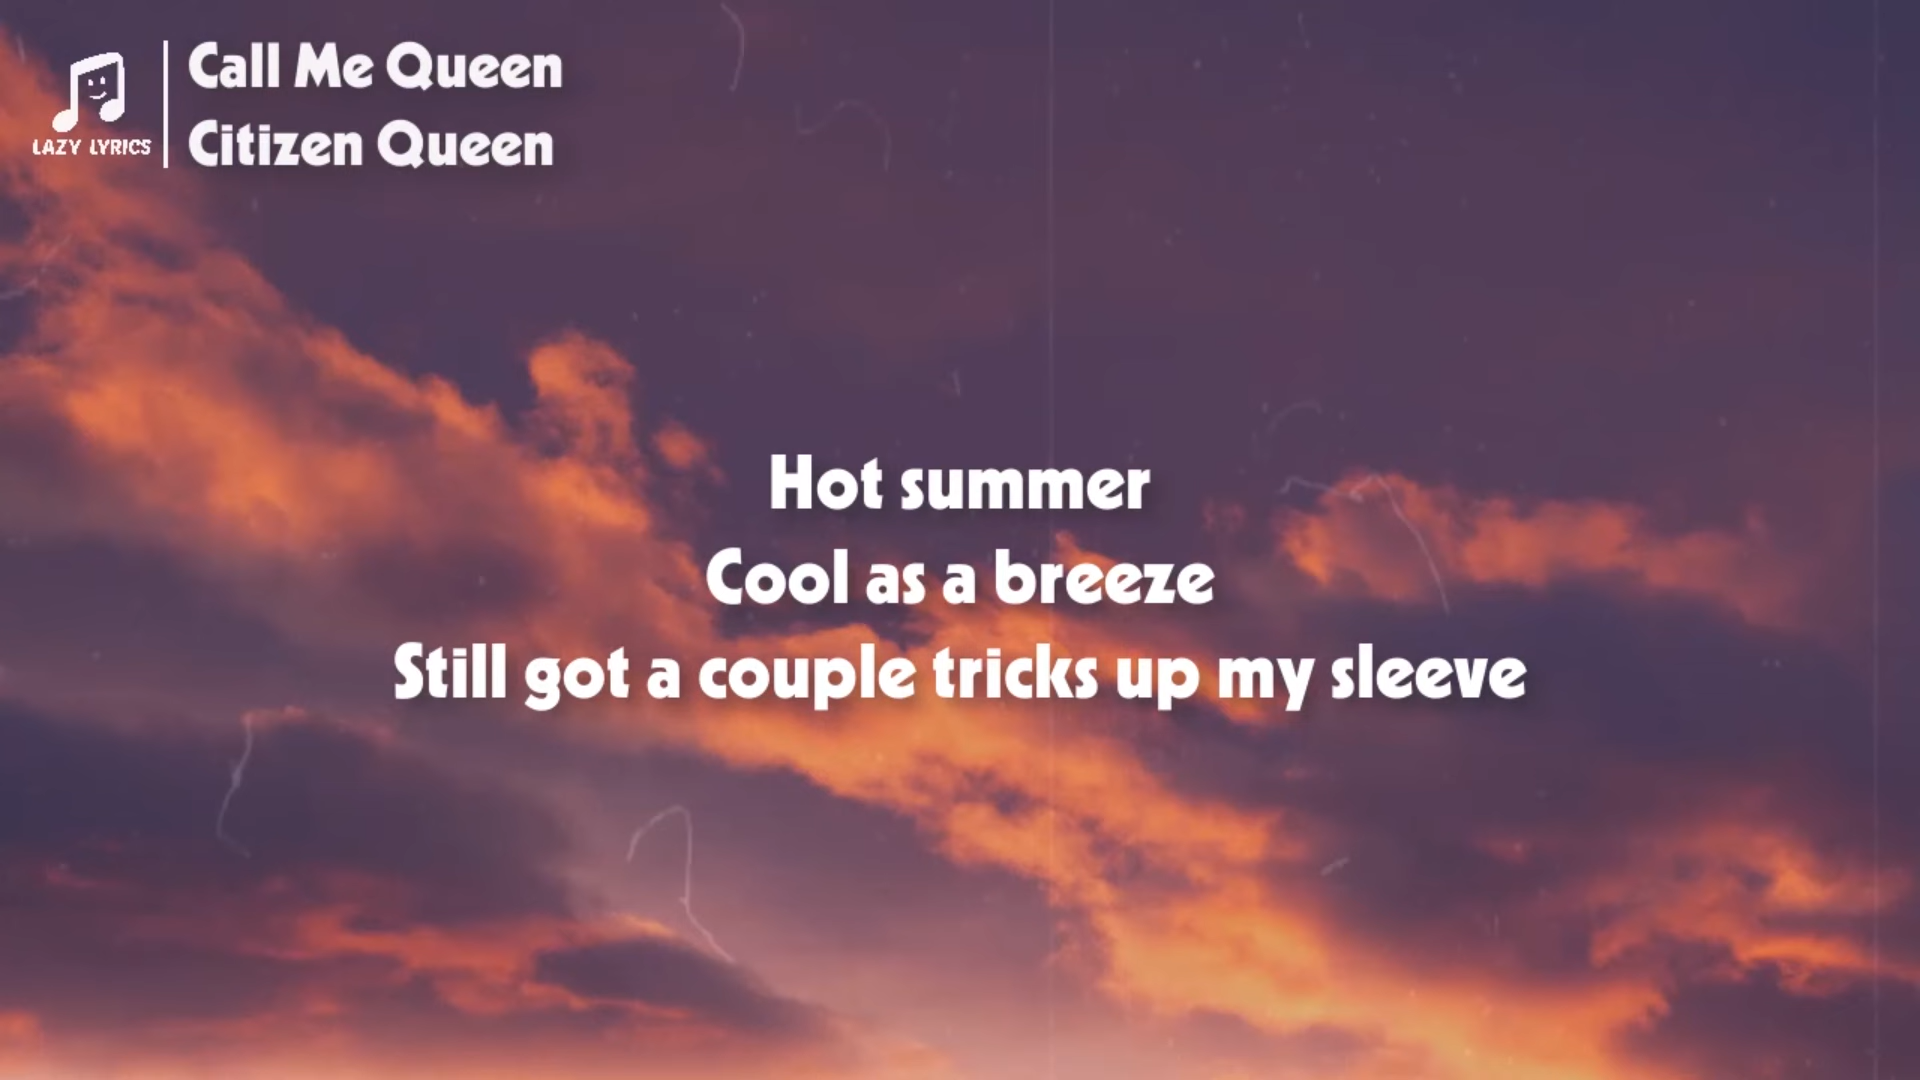 Call Me Queen
Citizen Queen
LAZY LYRICS
Hot summer
Cool as a breeze
Still got a couple tricks up my sleeve